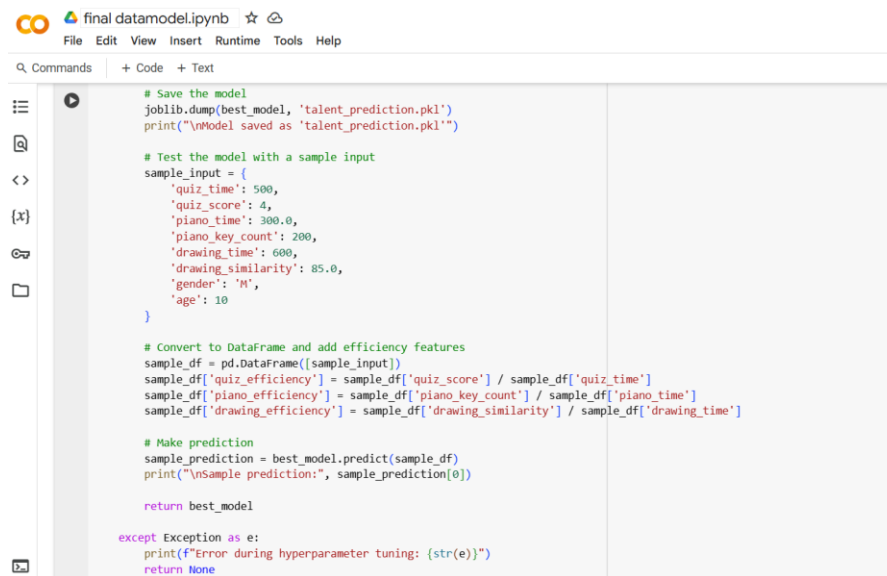 final datamodel.ipynb
File Edit View Insert Runtime Tools Help
Commands + Code + Text
# Save the model
joblib.dump(best_model, 'talent_prediction.pkl')
print("\nModel saved as 'talent_prediction.pkl'")
# Test the model with a sample input
sample_input = {
'quiz_time': 500,
'quiz_score': 4,
'piano_time': 300.0,
'piano_key_count': 200,
'drawing_time': 600,
'drawing_similarity': 85.0,
'gender': 'M',
'age': 10
}
# Convert to DataFrame and add efficiency features
sample_df = pd.DataFrame([sample_input])
sample_df['quiz_efficiency'] = sample_df['quiz_score'] / sample_df['quiz_time']
sample_df['piano_efficiency'] = sample_df['piano_key_count'] / sample_df['piano_time']
sample_df['drawing_efficiency'] = sample_df['drawing_similarity'] / sample_df['drawing_time']
# Make prediction
sample_prediction = best_model.predict(sample_df)
print("\nSample prediction:", sample_prediction[0])
return best_model
except Exception as e:
print(f"Error during hyperparameter tuning: {str(e)}")
return None